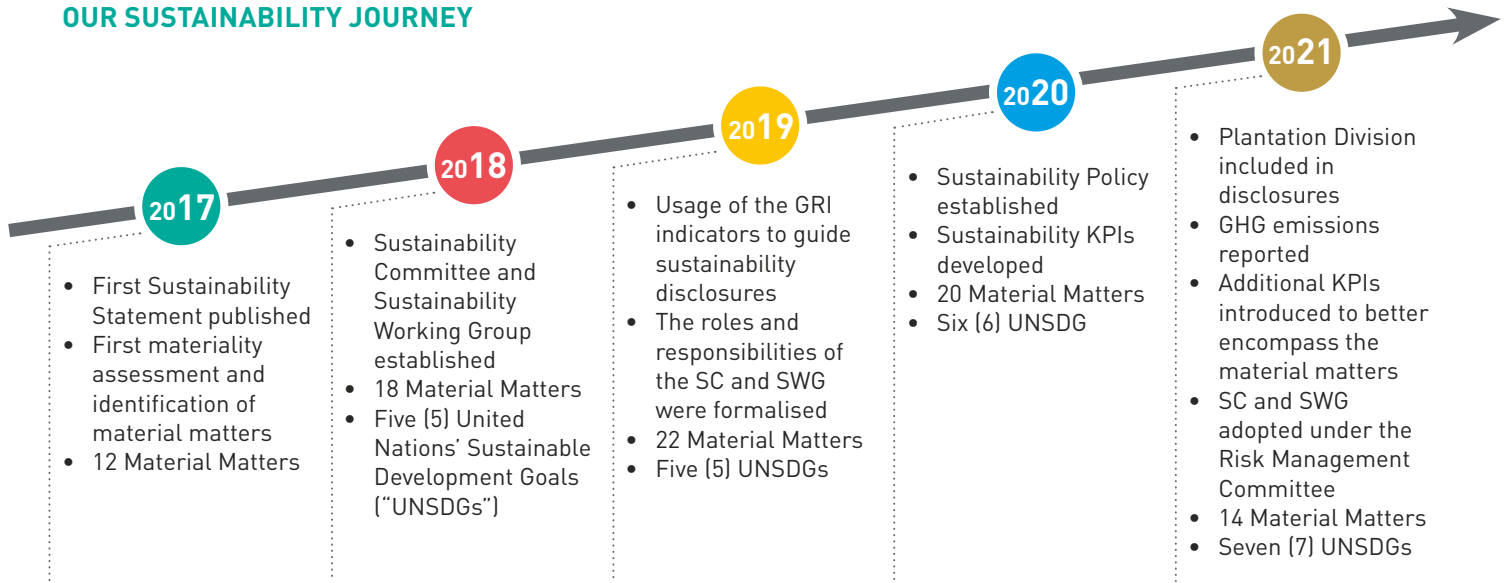 OUR SUSTAINABILITY JOURNEY
2017
• First Sustainability
Statement published
• First materiality
assessment and
identification of
material matters
• 12 Material Matters
2018
• Sustainability
Committee and
Sustainability
Working Group
established
• 18 Material Matters
• Five (5) United
Nations’ Sustainable
Development Goals
(“UNSDGs”)
2019
• Usage of the GRI
indicators to guide
sustainability
disclosures
• The roles and
responsibilities of
the SC and SWG
were formalised
• 22 Material Matters
• Five (5) UNSDGs
2020
• Sustainability Policy
established
• Sustainability KPIs
developed
• 20 Material Matters
• Six (6) UNSDG
2021
• Plantation Division
included in
disclosures
• GHG emissions
reported
• Additional KPIs
introduced to better
encompass the
material matters
• SC and SWG
adopted under the
Risk Management
Committee
• 14 Material Matters
• Seven (7) UNSDGs